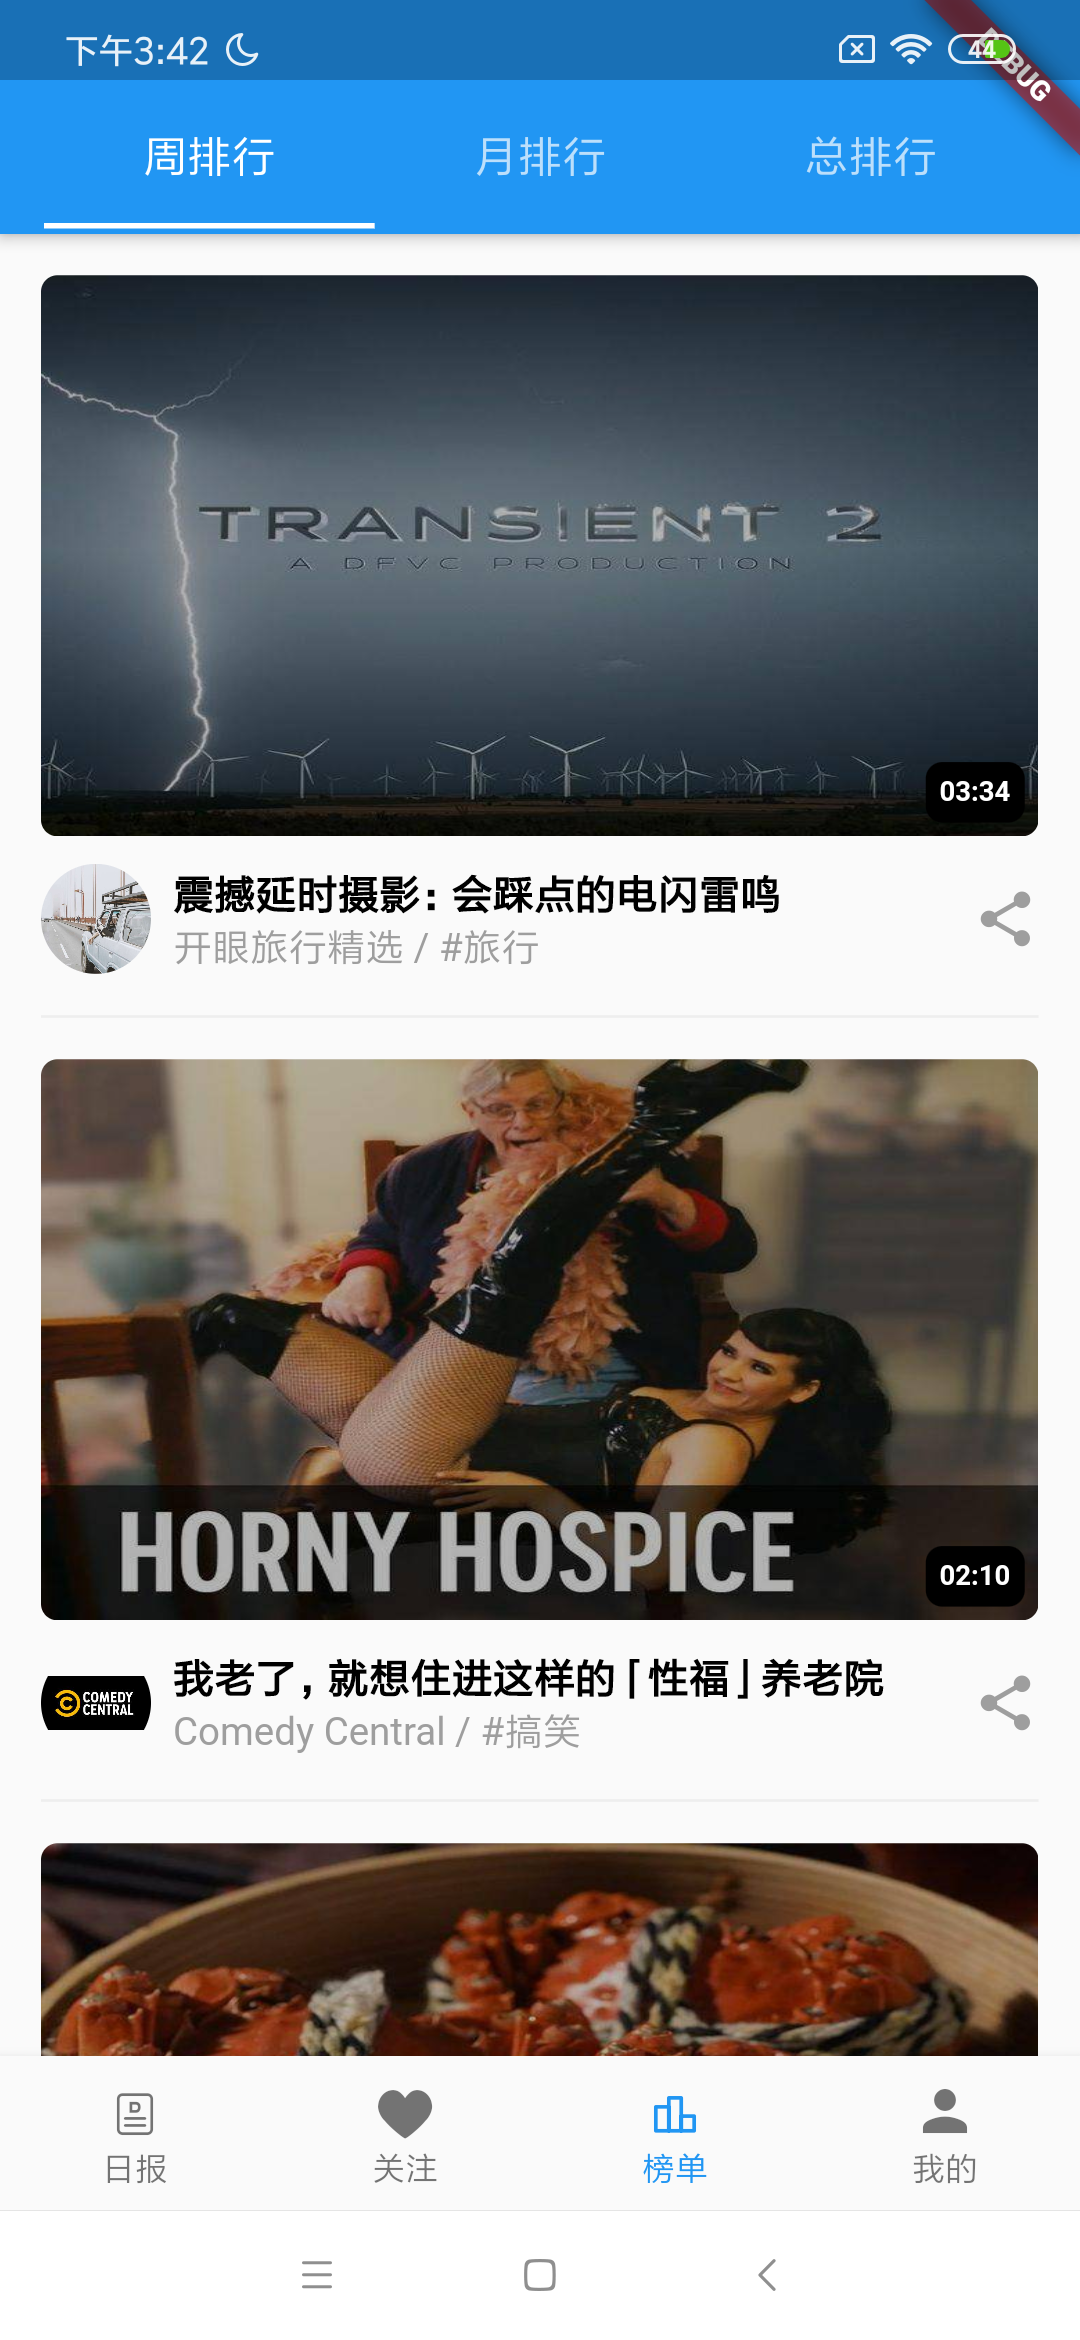 下午3:42
44
DEBUG
周排行
月排行
总排行
TRANSIENT 2
A DFVC PRODUCTION
03:34
震撼延时摄影：会踩点的电闪雷鸣
开眼旅行精选 / #旅行
HORNY HOSPICE
02:10
COMEDY
CENTRAL
我老了，就想住进这样的「性福」养老院
Comedy Central / #搞笑
日报
关注
榜单
我的